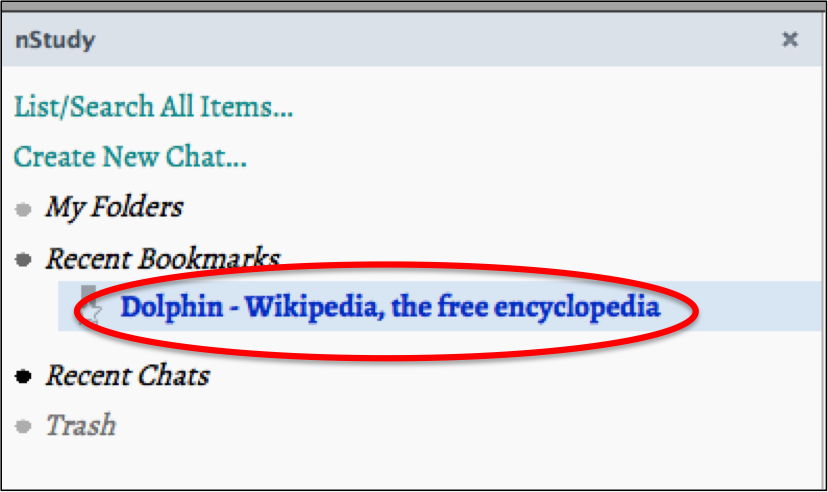 nStudy
List/Search All Items...
Create New Chat...
My Folders
Recent Bookmarks
Dolphin - Wikipedia, the free encyclopedia
Recent Chats
Trash